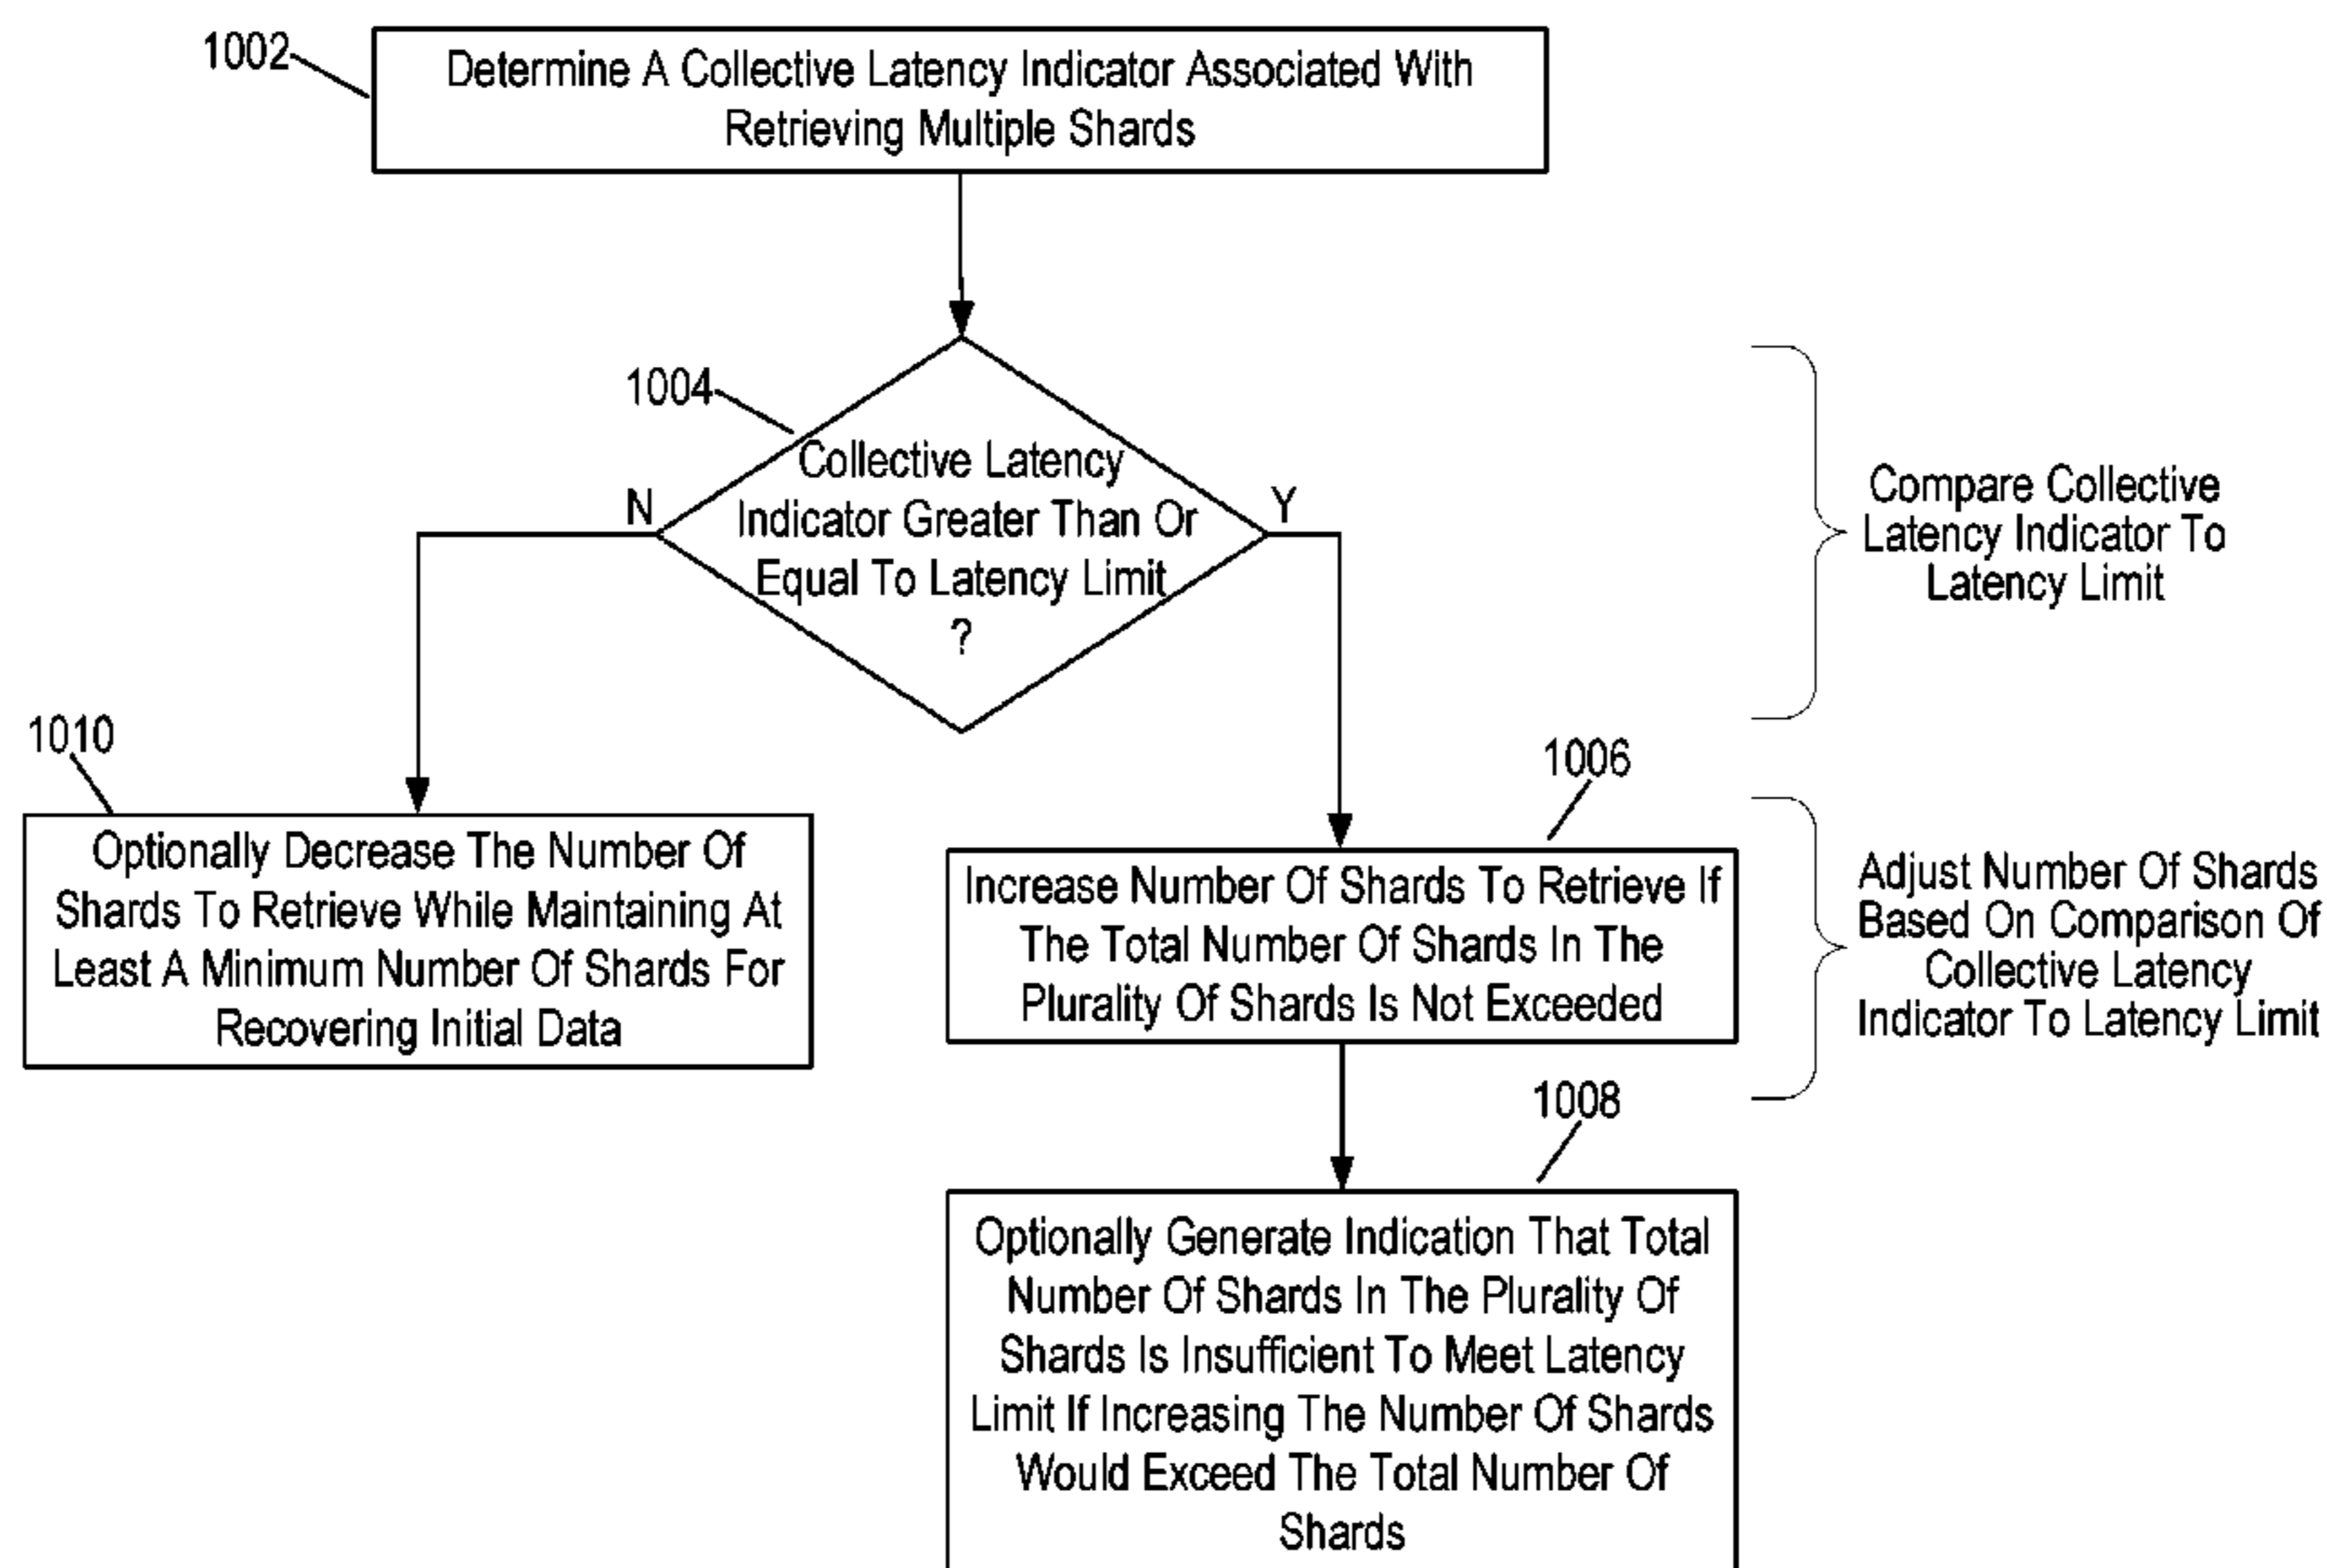 1002
Determine A Collective Latency Indicator Associated With
Retrieving Multiple Shards
1004
Collective Latency
Indicator Greater Than Or
Equal To Latency Limit
?
N
Y
Compare Collective
Latency Indicator To
Latency Limit
1010
Optionally Decrease The Number Of
Shards To Retrieve While Maintaining At
Least A Minimum Number Of Shards For
Recovering Initial Data
1006
Increase Number Of Shards To Retrieve If
The Total Number Of Shards In The
Plurality Of Shards Is Not Exceeded
Adjust Number Of Shards
Based On Comparison Of
Collective Latency
Indicator To Latency Limit
1008
Optionally Generate Indication That Total
Number Of Shards In The Plurality Of
Shards Is Insufficient To Meet Latency
Limit If Increasing The Number Of Shards
Would Exceed The Total Number Of
Shards